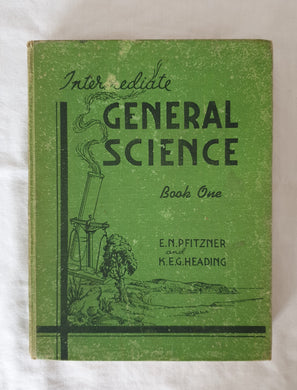 Intermediate
GENERAL
SCIENCE
Book One
E.N.PFITZNER
and
K.E.G.HEADING